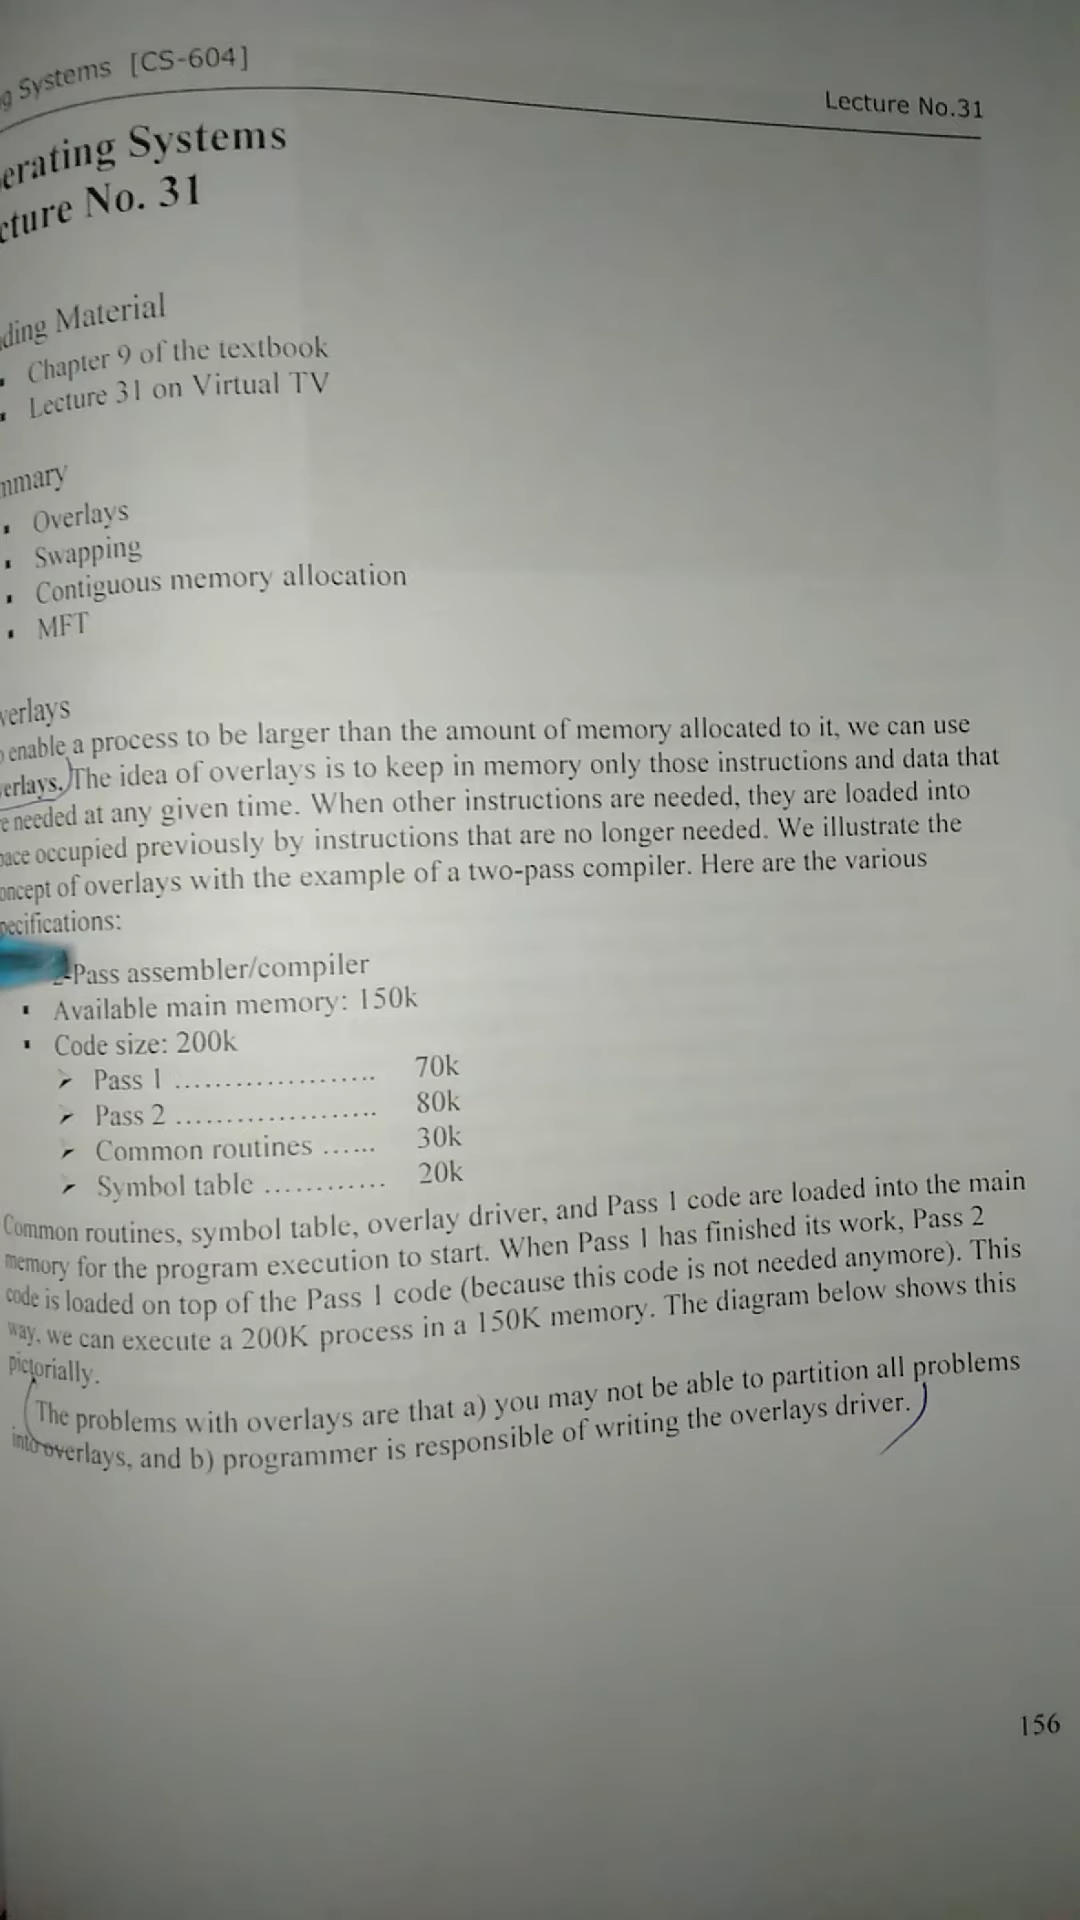 g Systems [CS-604]
Lecture No.31
erating Systems
cture No. 31
ding Material
▪ Chapter 9 of the textbook
▪ Lecture 31 on Virtual TV
mmary
▪ Overlays
▪ Swapping
▪ Contiguous memory allocation
▪ MFT
verlays
o enable a process to be larger than the amount of memory allocated to it, we can use
verlays. The idea of overlays is to keep in memory only those instructions and data that
e needed at any given time. When other instructions are needed, they are loaded into
pace occupied previously by instructions that are no longer needed. We illustrate the
oncept of overlays with the example of a two-pass compiler. Here are the various
pecifications:
-Pass assembler/compiler
▪ Available main memory: 150k
▪ Code size: 200k
➢ Pass 1 .................... 70k
➢ Pass 2 .................... 80k
➢ Common routines ...... 30k
➢ Symbol table ............ 20k
Common routines, symbol table, overlay driver, and Pass 1 code are loaded into the main
memory for the program execution to start. When Pass 1 has finished its work, Pass 2
code is loaded on top of the Pass 1 code (because this code is not needed anymore). This
way, we can execute a 200K process in a 150K memory. The diagram below shows this
pictorially.
The problems with overlays are that a) you may not be able to partition all problems
into overlays, and b) programmer is responsible of writing the overlays driver.
156